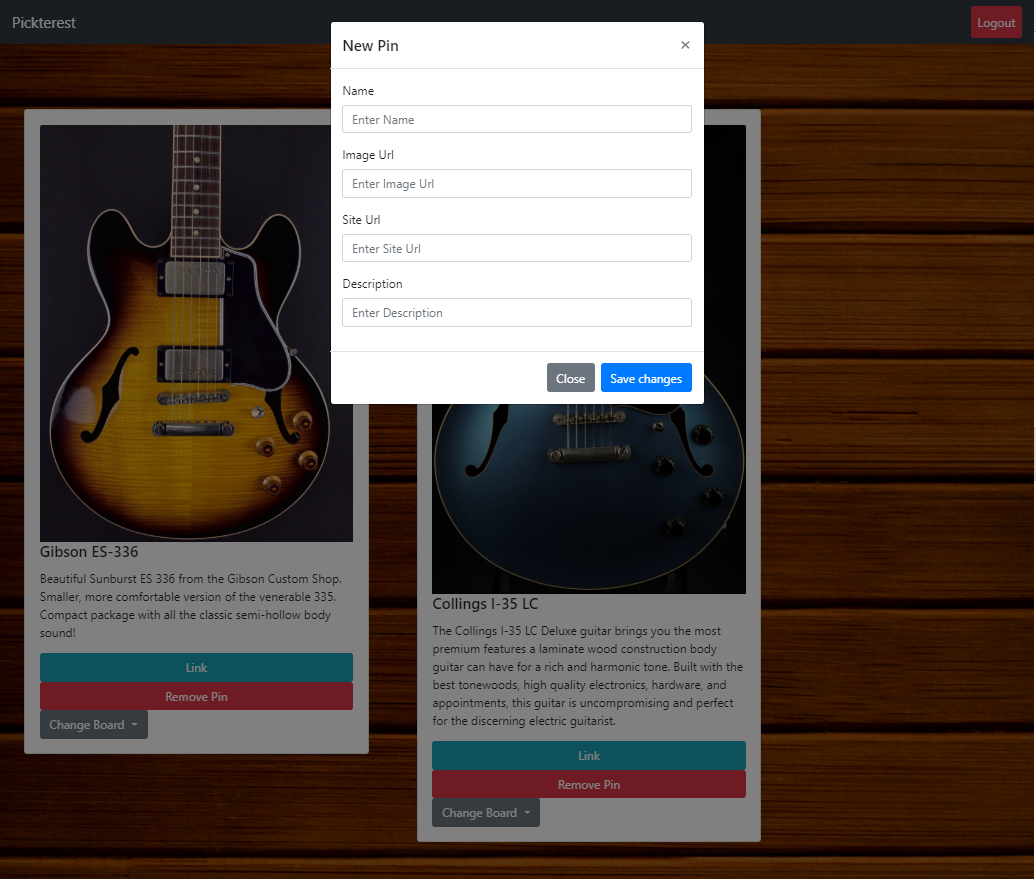 Pickterest
Logout
New Pin
×
Name
Enter Name
Image Url
Enter Image Url
Site Url
Enter Site Url
Description
Enter Description
Close
Save changes
Gibson ES-336
Beautiful Sunburst ES 336 from the Gibson Custom Shop.
Smaller, more comfortable version of the venerable 335.
Compact package with all the classic semi-hollow body
sound!
Link
Remove Pin
Change Board
Collings I-35 LC
The Collings I-35 LC Deluxe guitar brings you the most
premium features a laminate wood construction body
guitar can have for a rich and harmonic tone. Built with the
best tonewoods, high quality electronics, hardware, and
appointments, this guitar is uncompromising and perfect
for the discerning electric guitarist.
Link
Remove Pin
Change Board